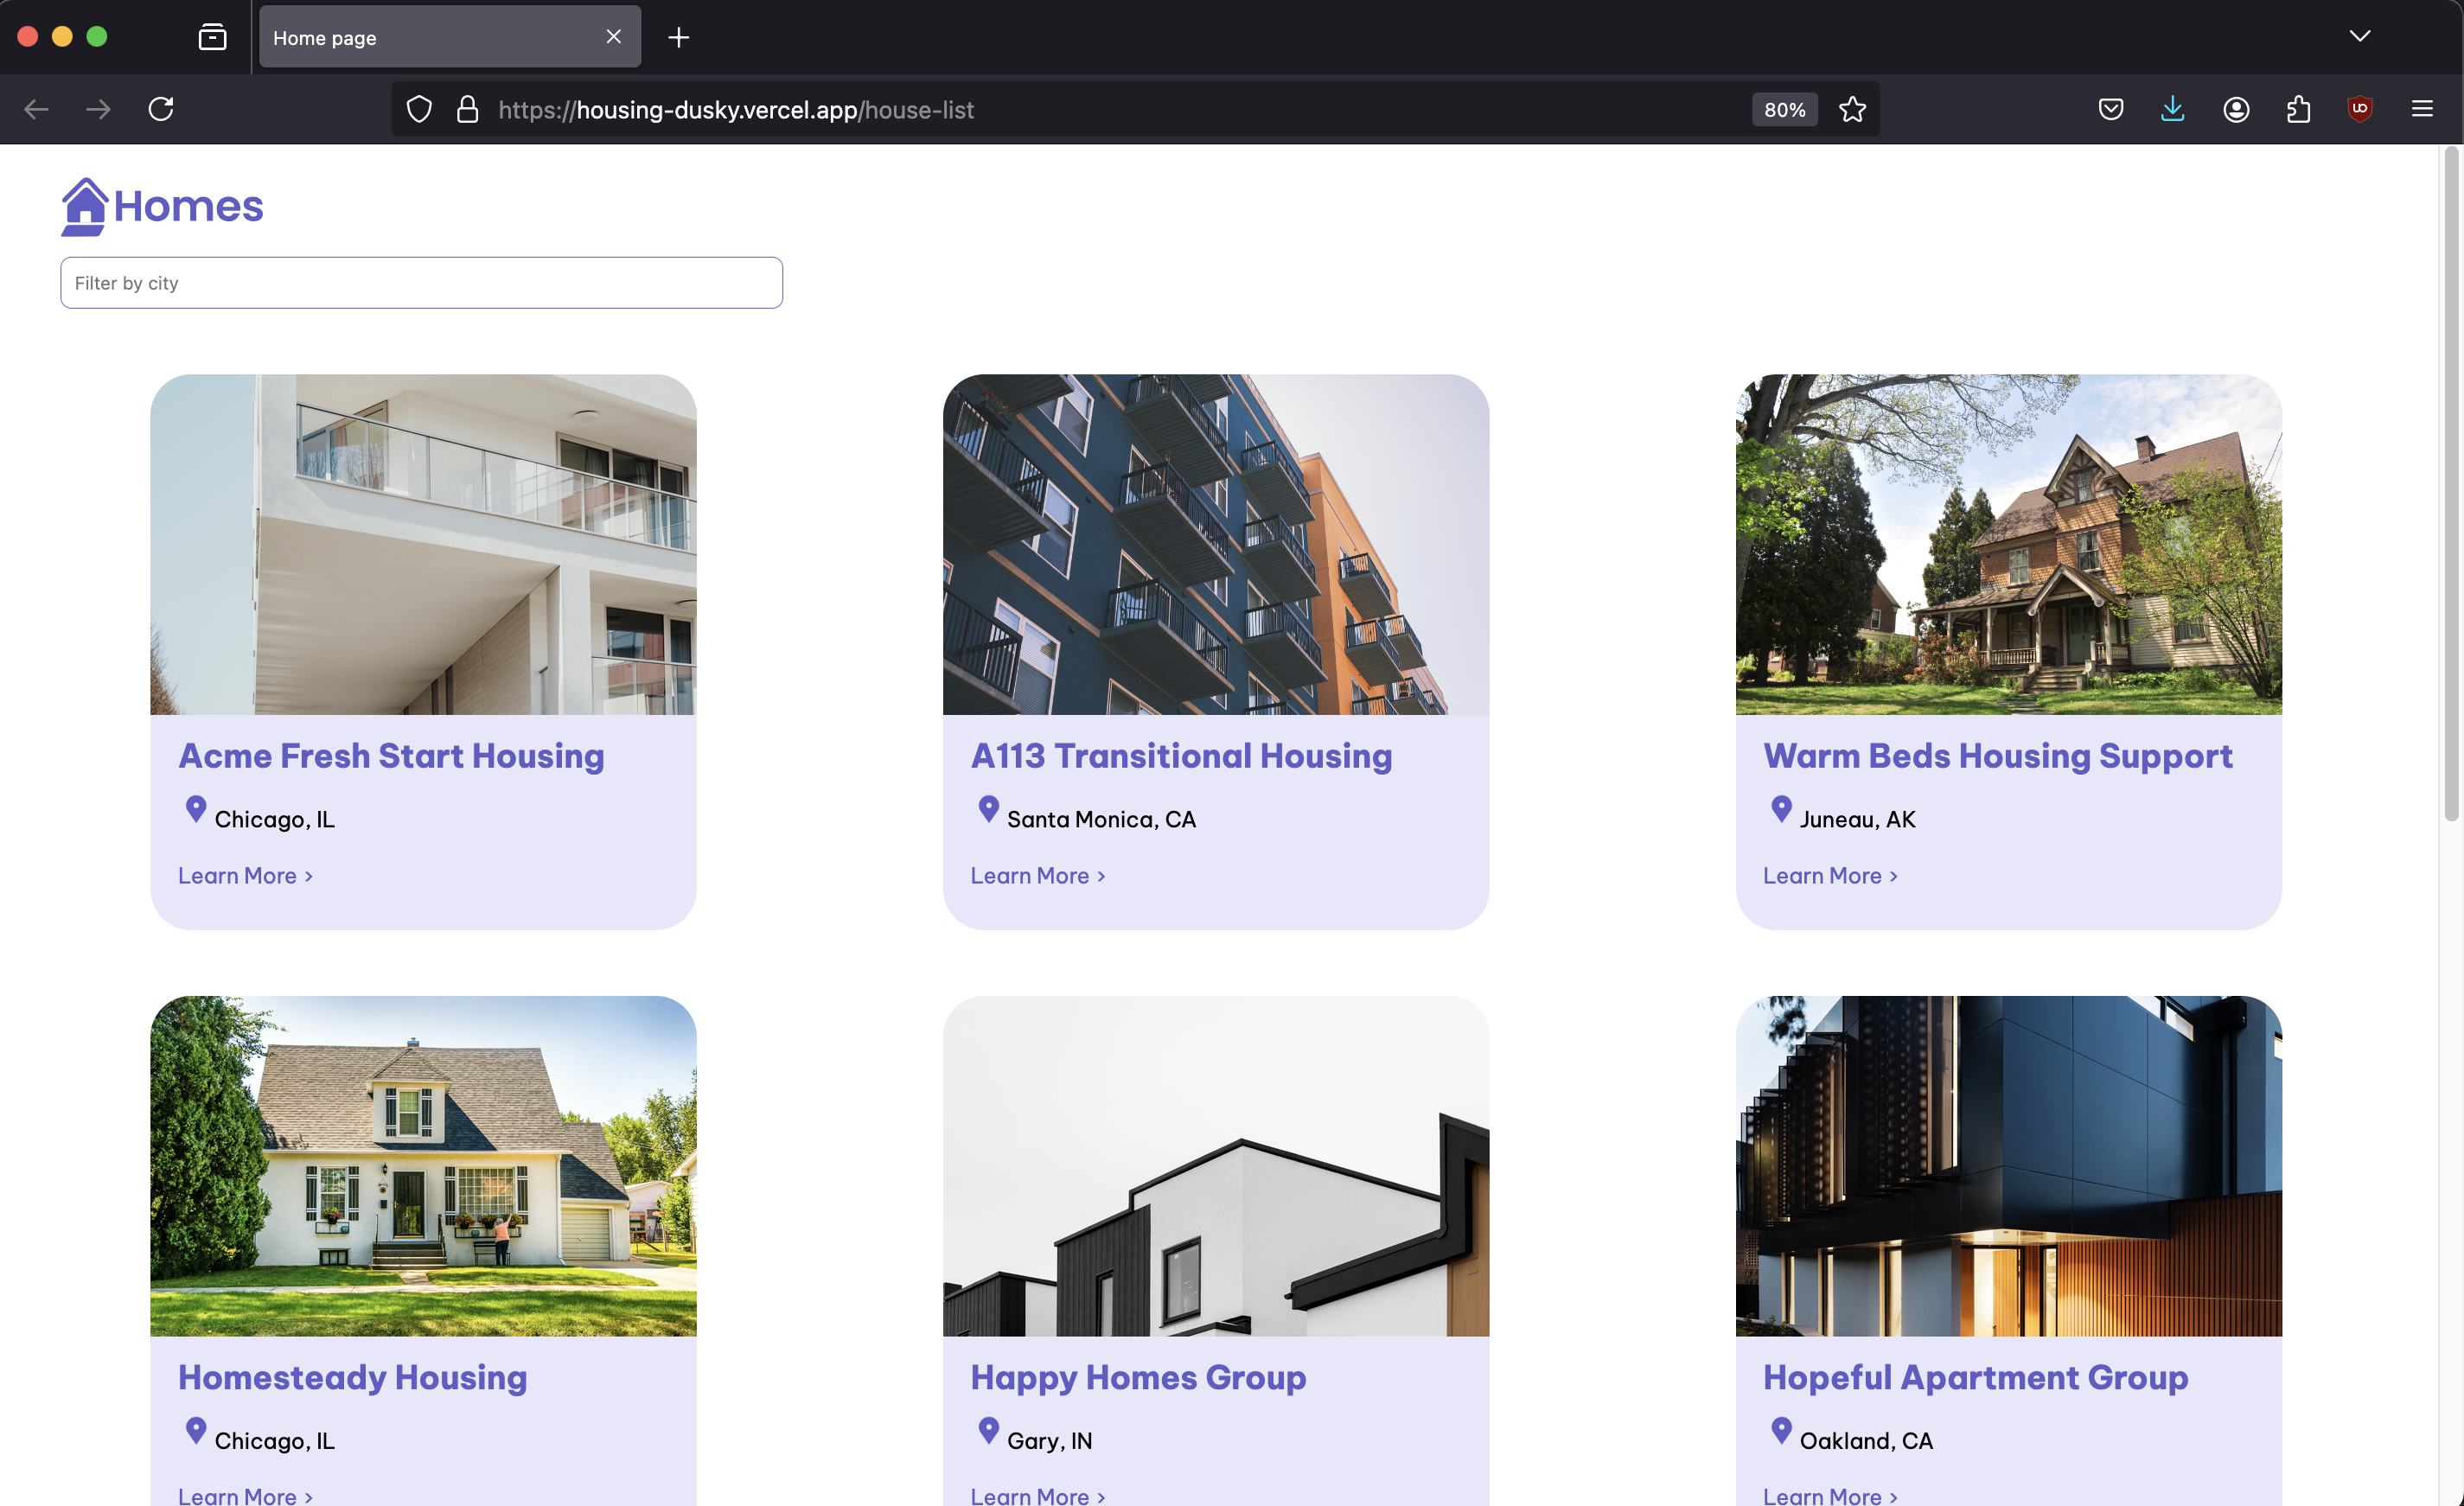 Home page
https://housing-dusky.vercel.app/house-list
80%
Homes
Filter by city
Acme Fresh Start Housing
Chicago, IL
Learn More >
A113 Transitional Housing
Santa Monica, CA
Learn More >
Warm Beds Housing Support
Juneau, AK
Learn More >
Homesteady Housing
Chicago, IL
Learn More >
Happy Homes Group
Gary, IN
Learn More >
Hopeful Apartment Group
Oakland, CA
Learn More >